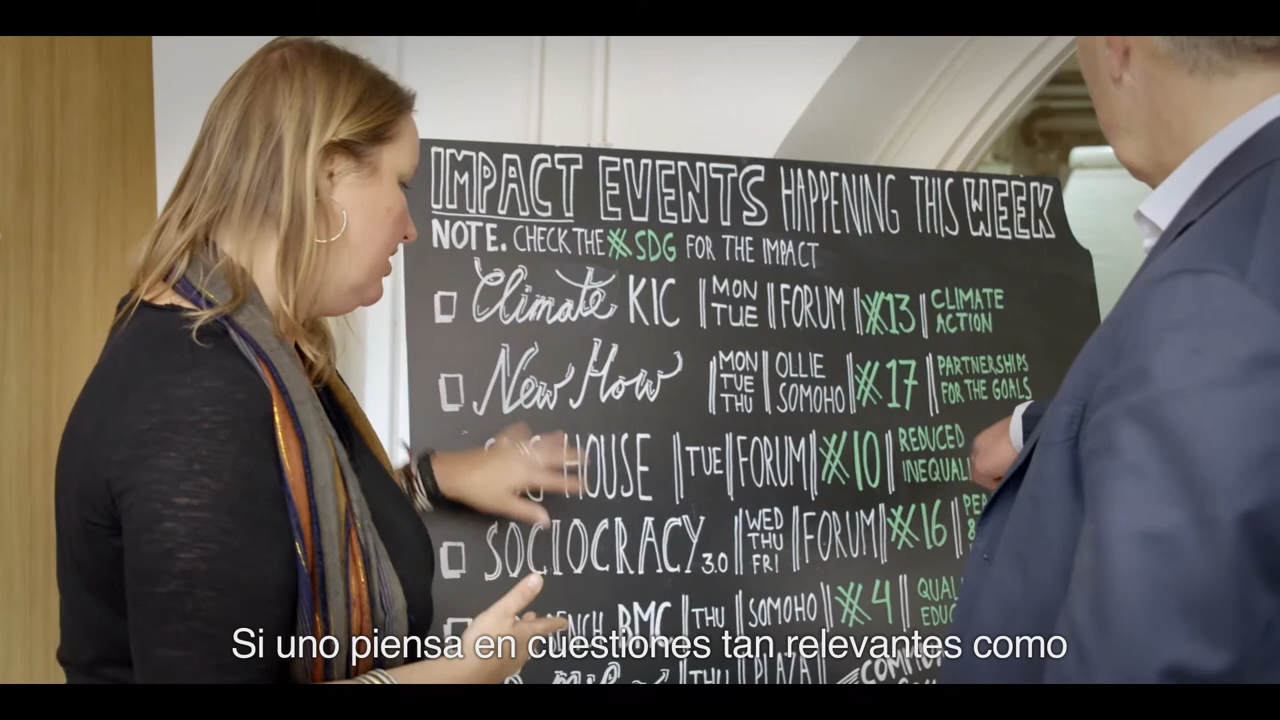 IMPACT EVENTS HAPPENING THIS WEEK
NOTE. CHECK THE #SDG FOR THE IMPACT
Climate KIC | MON TUE | FORUM | #13 | CLIMATE ACTION
New How | MON TUE THU | OLLIE SOMOHO | #17 | PARTNERSHIPS FOR THE GOALS
HOUSE | TUE | FORUM | #10 | REDUCED
SOCIOCRACY 3.0 | WED THU FRI | FORUM | #16
BMC | THU | SOMOHO | #4
THU | PLAZA
Si uno piensa en cuestiones tan relevantes como